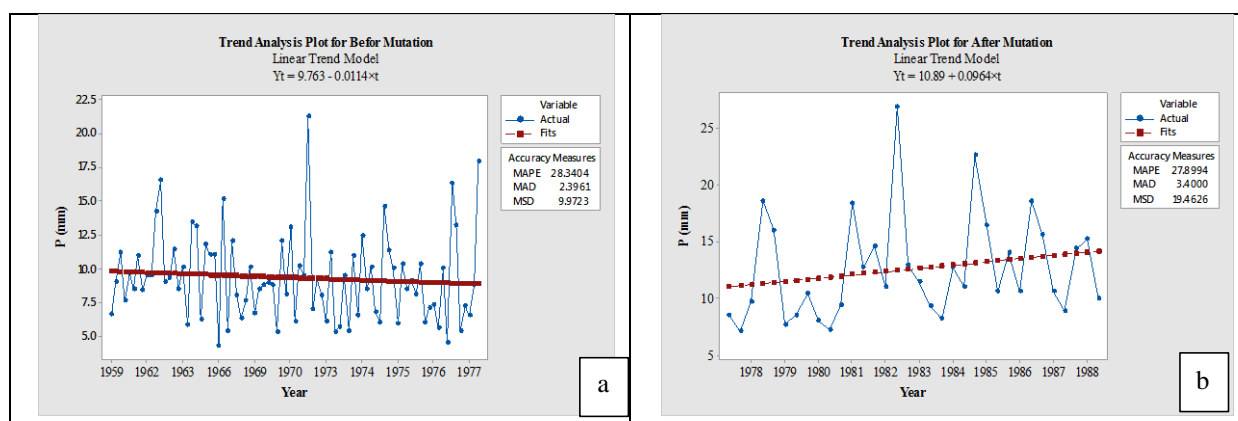 Trend Analysis Plot for Befor Mutation
Linear Trend Model
Yt = 9.763 - 0.0114×t
P (mm)
22.5
20.0
17.5
15.0
12.5
10.0
7.5
5.0
1959 1962 1963 1966 1969 1970 1973 1974 1975 1976 1977
Year
Variable
Actual
Fits
Accuracy Measures
MAPE 28.3404
MAD 2.3961
MSD 9.9723
a
Trend Analysis Plot for After Mutation
Linear Trend Model
Yt = 10.89 + 0.0964×t
P (mm)
25
20
15
10
5
1978 1979 1980 1981 1982 1983 1984 1985 1986 1987 1988
Year
Variable
Actual
Fits
Accuracy Measures
MAPE 27.8994
MAD 3.4000
MSD 19.4626
b